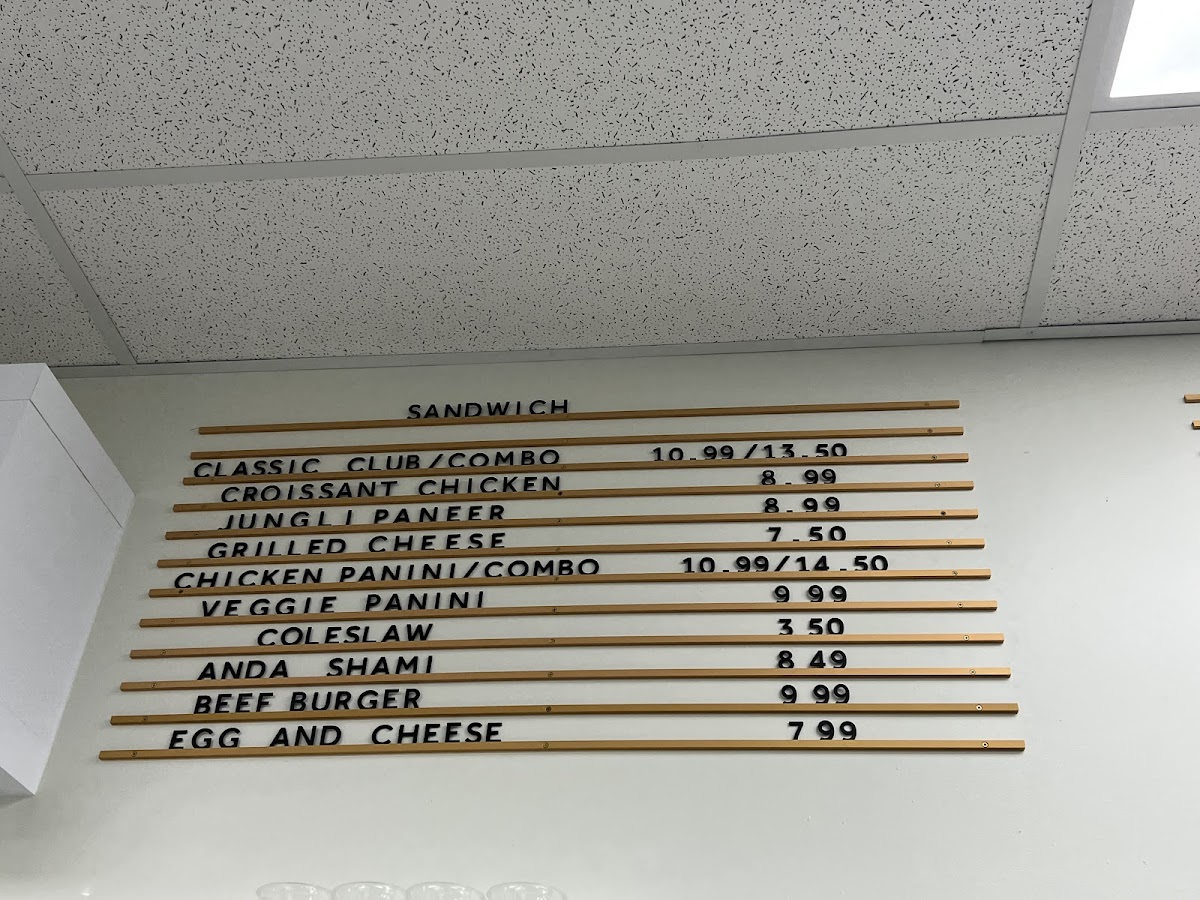 SANDWICH
CLASSIC CLUB/COMBO 10.99/13.50
CROISSANT CHICKEN 8.99
JUNGLI PANEER 8.99
GRILLED CHEESE 7.50
CHICKEN PANINI/COMBO 10.99/14.50
VEGGIE PANINI 9 99
COLESLAW 3 50
ANDA SHAMI 8 49
BEEF BURGER 9 99
EGG AND CHEESE 7 99